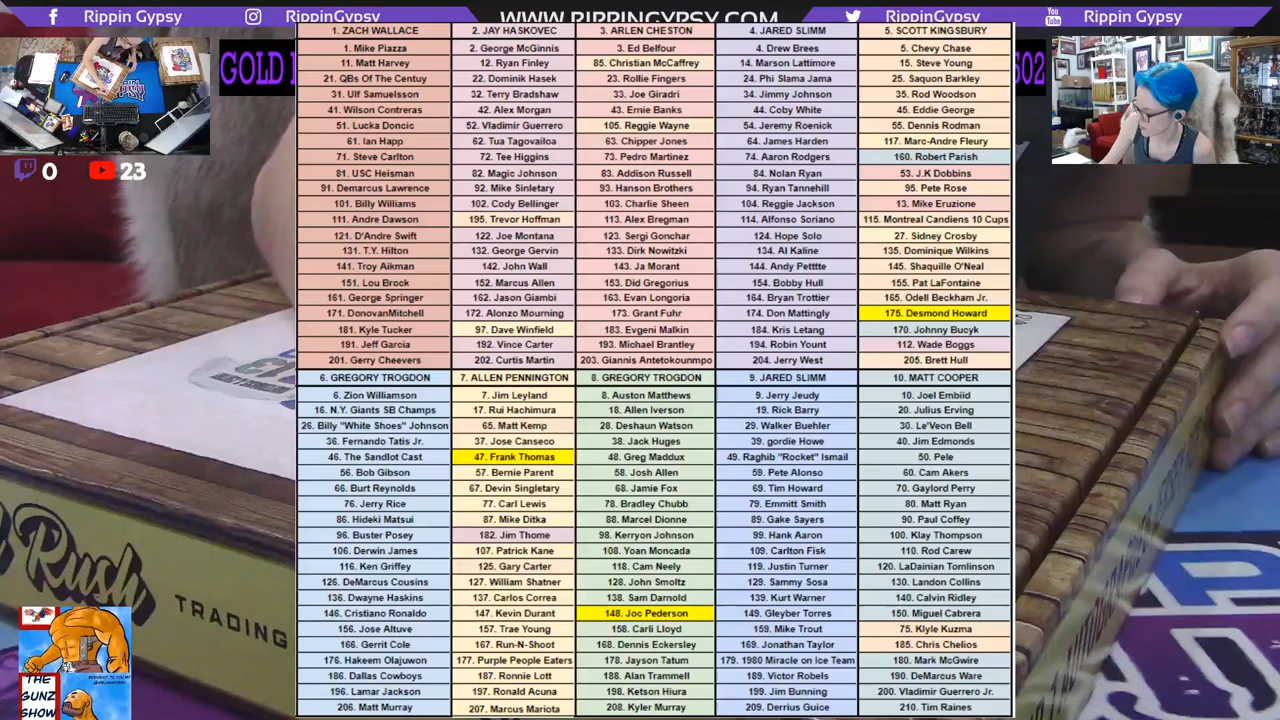 Rippin Gypsy
RippinGypsy
WWW.RIPPINGYPSY.COM
RippinGypsy
Rippin Gypsy
1. ZACH WALLACE 2. JAY HASKOVEC 3. ARLEN CHESTON 4. JARED SLIMM 5. SCOTT KINGSBURY
1. Mike Piazza 2. George McGinnis 3. Ed Belfour 4. Drew Brees 5. Chevy Chase
11. Matt Harvey 12. Ryan Finley 85. Christian McCaffrey 14. Marson Lattimore 15. Steve Young
21. QBs Of The Centuy 22. Dominik Hasek 23. Rollie Fingers 24. Phi Slama Jama 25. Saquon Barkley
31. Ulf Samuelsson 32. Terry Bradshaw 33. Joe Giradri 34. Jimmy Johnson 35. Rod Woodson
41. Wilson Contreras 42. Alex Morgan 43. Ernie Banks 44. Coby White 45. Eddie George
51. Lucka Doncic 52. Vladimir Guerrero 105. Reggie Wayne 54. Jeremy Roenick 55. Dennis Rodman
61. Ian Happ 62. Tua Tagovailoa 63. Chipper Jones 64. James Harden 117. Marc-Andre Fleury
71. Steve Carlton 72. Tee Higgins 73. Pedro Martinez 74. Aaron Rodgers 160. Robert Parish
81. USC Heisman 82. Magic Johnson 83. Addison Russell 84. Nolan Ryan 53. J.K Dobbins
91. Demarcus Lawrence 92. Mike Sinletary 93. Hanson Brothers 94. Ryan Tannehill 95. Pete Rose
101. Billy Williams 102. Cody Bellinger 103. Charlie Sheen 104. Reggie Jackson 13. Mike Eruzione
111. Andre Dawson 195. Trevor Hoffman 113. Alex Bregman 114. Alfonso Soriano 115. Montreal Candiens 10 Cups
121. D'Andre Swift 122. Joe Montana 123. Sergi Gonchar 124. Hope Solo 27. Sidney Crosby
131. T.Y. Hilton 132. George Gervin 133. Dirk Nowitzki 134. Al Kaline 135. Dominique Wilkins
141. Troy Aikman 142. John Wall 143. Ja Morant 144. Andy Petttte 145. Shaquille O'Neal
151. Lou Brock 152. Marcus Allen 153. Did Gregorius 154. Bobby Hull 155. Pat LaFontaine
161. George Springer 162. Jason Giambi 163. Evan Longoria 164. Bryan Trottier 165. Odell Beckham Jr.
171. DonovanMitchell 172. Alonzo Mourning 173. Grant Fuhr 174. Don Mattingly 175. Desmond Howard
181. Kyle Tucker 97. Dave Winfield 183. Evgeni Malkin 184. Kris Letang 170. Johnny Bucyk
191. Jeff Garcia 192. Vince Carter 193. Michael Brantley 194. Robin Yount 112. Wade Boggs
201. Gerry Cheevers 202. Curtis Martin 203. Giannis Antetokounmpo 204. Jerry West 205. Brett Hull
6. GREGORY TROGDON 7. ALLEN PENNINGTON 8. GREGORY TROGDON 9. JARED SLIMM 10. MATT COOPER
6. Zion Williamson 7. Jim Leyland 8. Auston Matthews 9. Jerry Jeudy 10. Joel Embiid
16. N.Y. Giants SB Champs 17. Rui Hachimura 18. Allen Iverson 19. Rick Barry 20. Julius Erving
26. Billy "White Shoes" Johnson 65. Matt Kemp 28. Deshaun Watson 29. Walker Buehler 30. Le'Veon Bell
36. Fernando Tatis Jr. 37. Jose Canseco 38. Jack Huges 39. gordie Howe 40. Jim Edmonds
46. The Sandlot Cast 47. Frank Thomas 48. Greg Maddux 49. Raghib "Rocket" Ismail 50. Pele
56. Bob Gibson 57. Bernie Parent 58. Josh Allen 59. Pete Alonso 60. Cam Akers
66. Burt Reynolds 67. Devin Singletary 68. Jamie Fox 69. Tim Howard 70. Gaylord Perry
76. Jerry Rice 77. Carl Lewis 78. Bradley Chubb 79. Emmitt Smith 80. Matt Ryan
86. Hideki Matsui 87. Mike Ditka 88. Marcel Dionne 89. Gake Sayers 90. Paul Coffey
96. Buster Posey 182. Jim Thome 98. Kerryon Johnson 99. Hank Aaron 100. Klay Thompson
106. Derwin James 107. Patrick Kane 108. Yoan Moncada 109. Carlton Fisk 110. Rod Carew
116. Ken Griffey 125. Gary Carter 118. Cam Neely 119. Justin Turner 120. LaDainian Tomlinson
126. DeMarcus Cousins 127. William Shatner 128. John Smoltz 129. Sammy Sosa 130. Landon Collins
136. Dwayne Haskins 137. Carlos Correa 138. Sam Darnold 139. Kurt Warner 140. Calvin Ridley
146. Cristiano Ronaldo 147. Kevin Durant 148. Joc Pederson 149. Gleyber Torres 150. Miguel Cabrera
156. Jose Altuve 157. Trae Young 158. Carli Lloyd 159. Mike Trout 75. Klyle Kuzma
166. Gerrit Cole 167. Run-N-Shoot 168. Dennis Eckersley 169. Jonathan Taylor 185. Chris Chelios
176. Hakeem Olajuwon 177. Purple People Eaters 178. Jayson Tatum 179. 1980 Miracle on Ice Team 180. Mark McGwire
186. Dallas Cowboys 187. Ronnie Lott 188. Alan Trammell 189. Victor Robels 190. DeMarcus Ware
196. Lamar Jackson 197. Ronald Acuna 198. Ketson Hiura 199. Jim Bunning 200. Vladimir Guerrero Jr.
206. Matt Murray 207. Marcus Mariota 208. Kyler Murray 209. Derrius Guice 210. Tim Raines
GOLD
0 23
Rush
TRADING
THE
GUNZ
SHOW